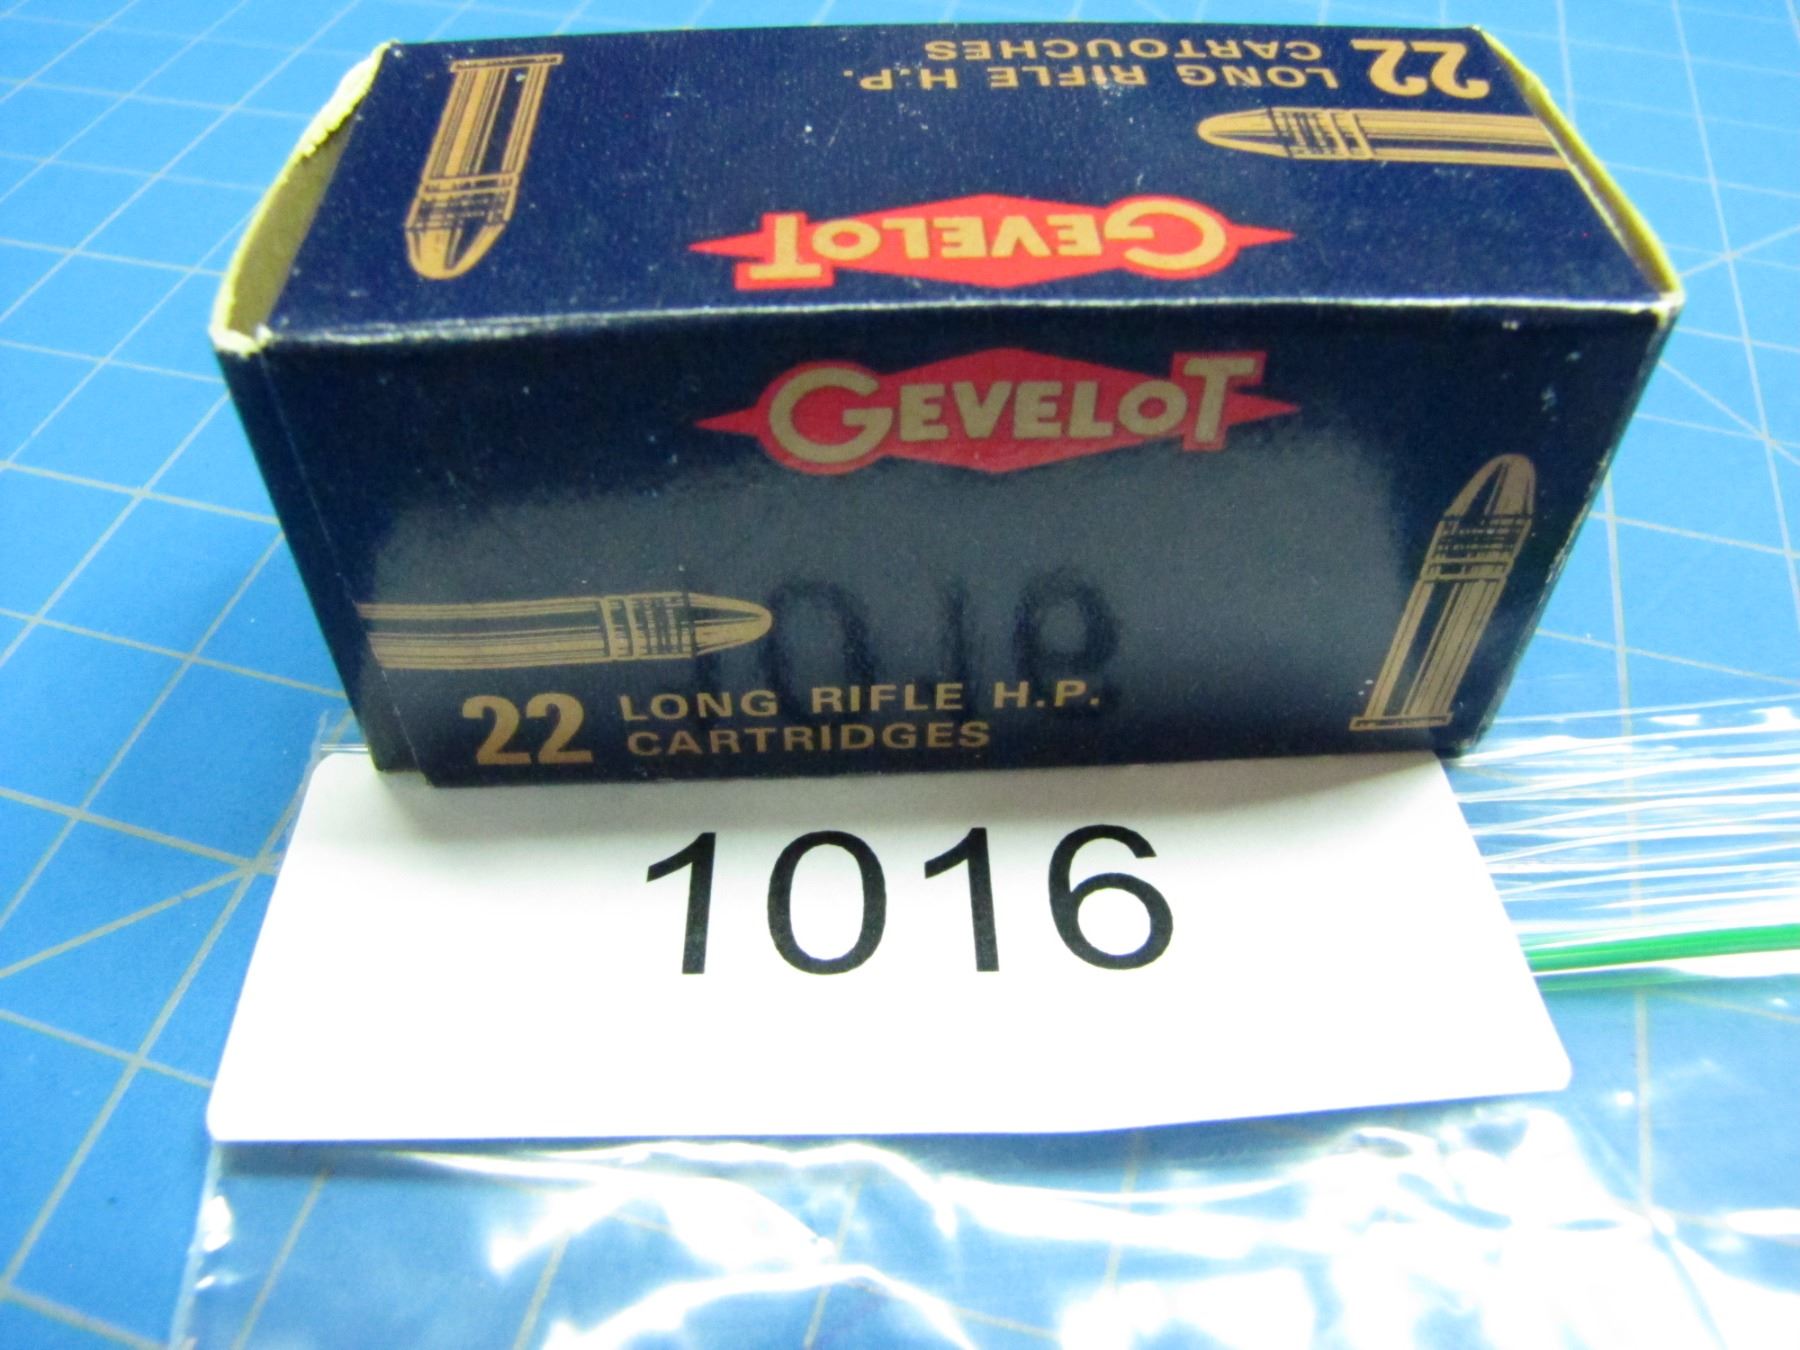 22 LONG RIFLE H.P.
CARTOUCHES
GEVELOT
GEVELOT
22 LONG RIFLE H.P.
CARTRIDGES
1016